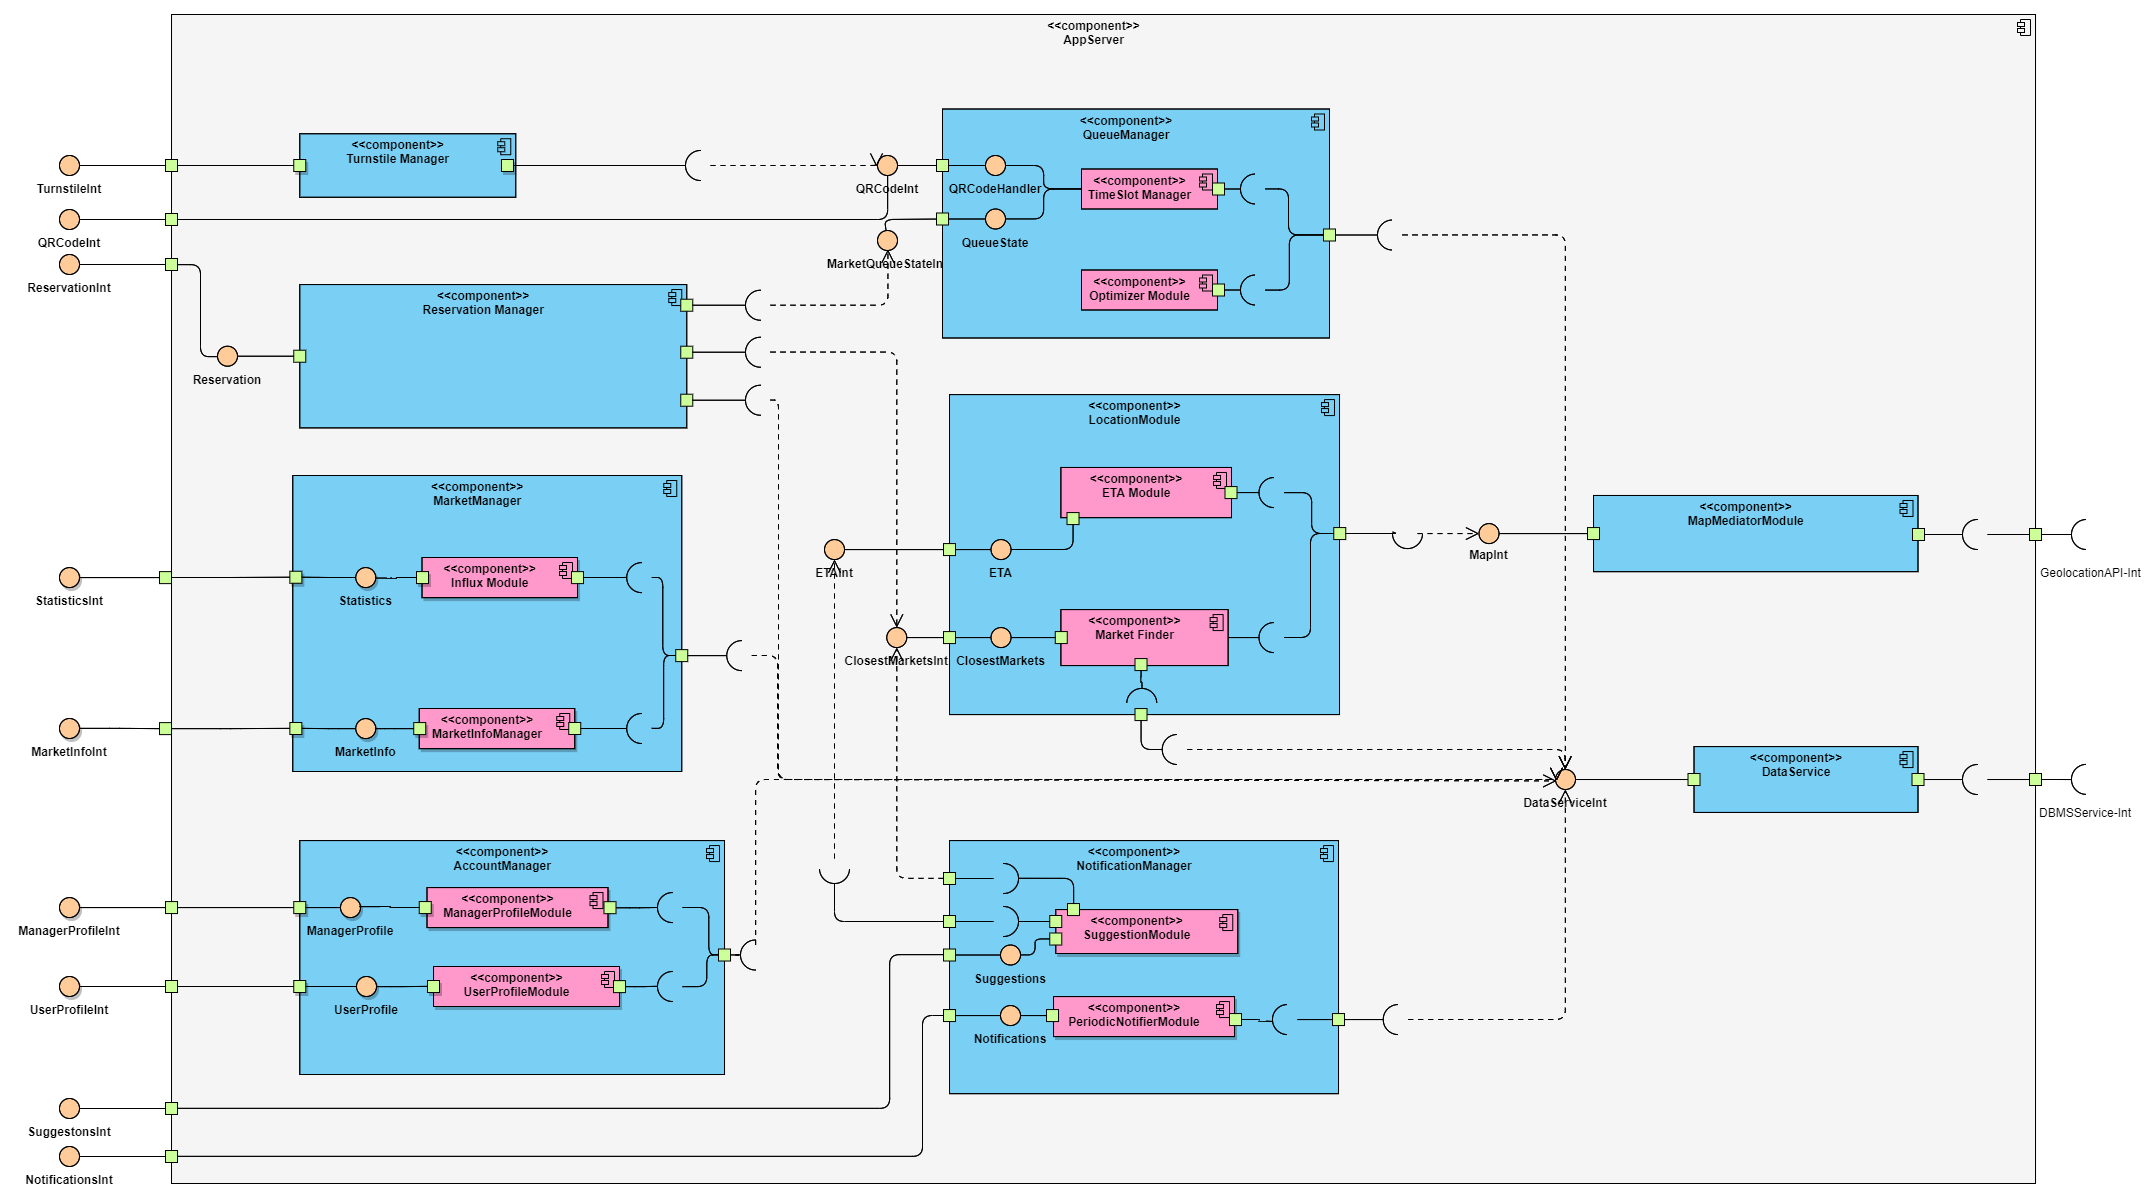 <<component>>
AppServer
<<component>>
Turnstile Manager
TurnstileInt
QRCodeInt
ReservationInt
Reservation
<<component>>
Reservation Manager
QRCodeInt
MarketQueueStateIn
<<component>>
QueueManager
QRCodeHandler
QueueState
<<component>>
TimeSlot Manager
<<component>>
Optimizer Module
<<component>>
LocationModule
<<component>>
ETA Module
ETAInt
ETA
<<component>>
Market Finder
ClosestMarketsInt
ClosestMarkets
MapInt
<<component>>
MapMediatorModule
GeolocationAPI-Int
<<component>>
MarketManager
<<component>>
Influx Module
StatisticsInt
Statistics
<<component>>
MarketInfoManager
MarketInfoInt
MarketInfo
DataServiceInt
<<component>>
DataService
DBMSService-Int
<<component>>
AccountManager
<<component>>
ManagerProfileModule
ManagerProfileInt
ManagerProfile
<<component>>
UserProfileModule
UserProfileInt
UserProfile
<<component>>
NotificationManager
<<component>>
SuggestionModule
Suggestions
<<component>>
PeriodicNotifierModule
Notifications
SuggestonsInt
NotificationsInt